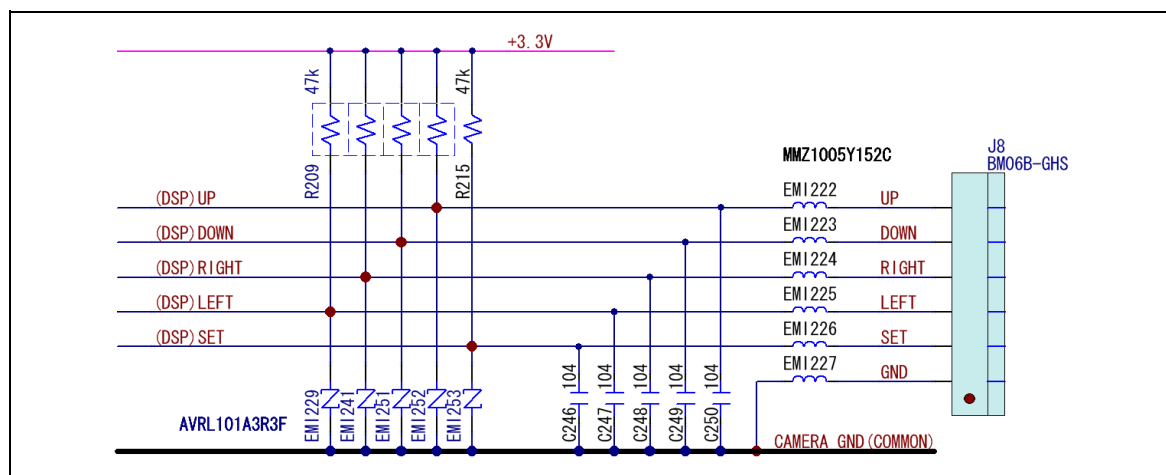 +3.3V
47k
47k
R209
R215
MMZ1005Y152C
J8
BM06B-GHS
(DSP)UP
EMI222
UP
(DSP)DOWN
EMI223
DOWN
(DSP)RIGHT
EMI224
RIGHT
(DSP)LEFT
EMI225
LEFT
(DSP)SET
EMI226
SET
EMI227
GND
104
104
104
104
104
AVRL101A3R3F
EMI229
EMI241
EMI251
EMI252
EMI253
C246
C247
C248
C249
C250
CAMERA GND(COMMON)